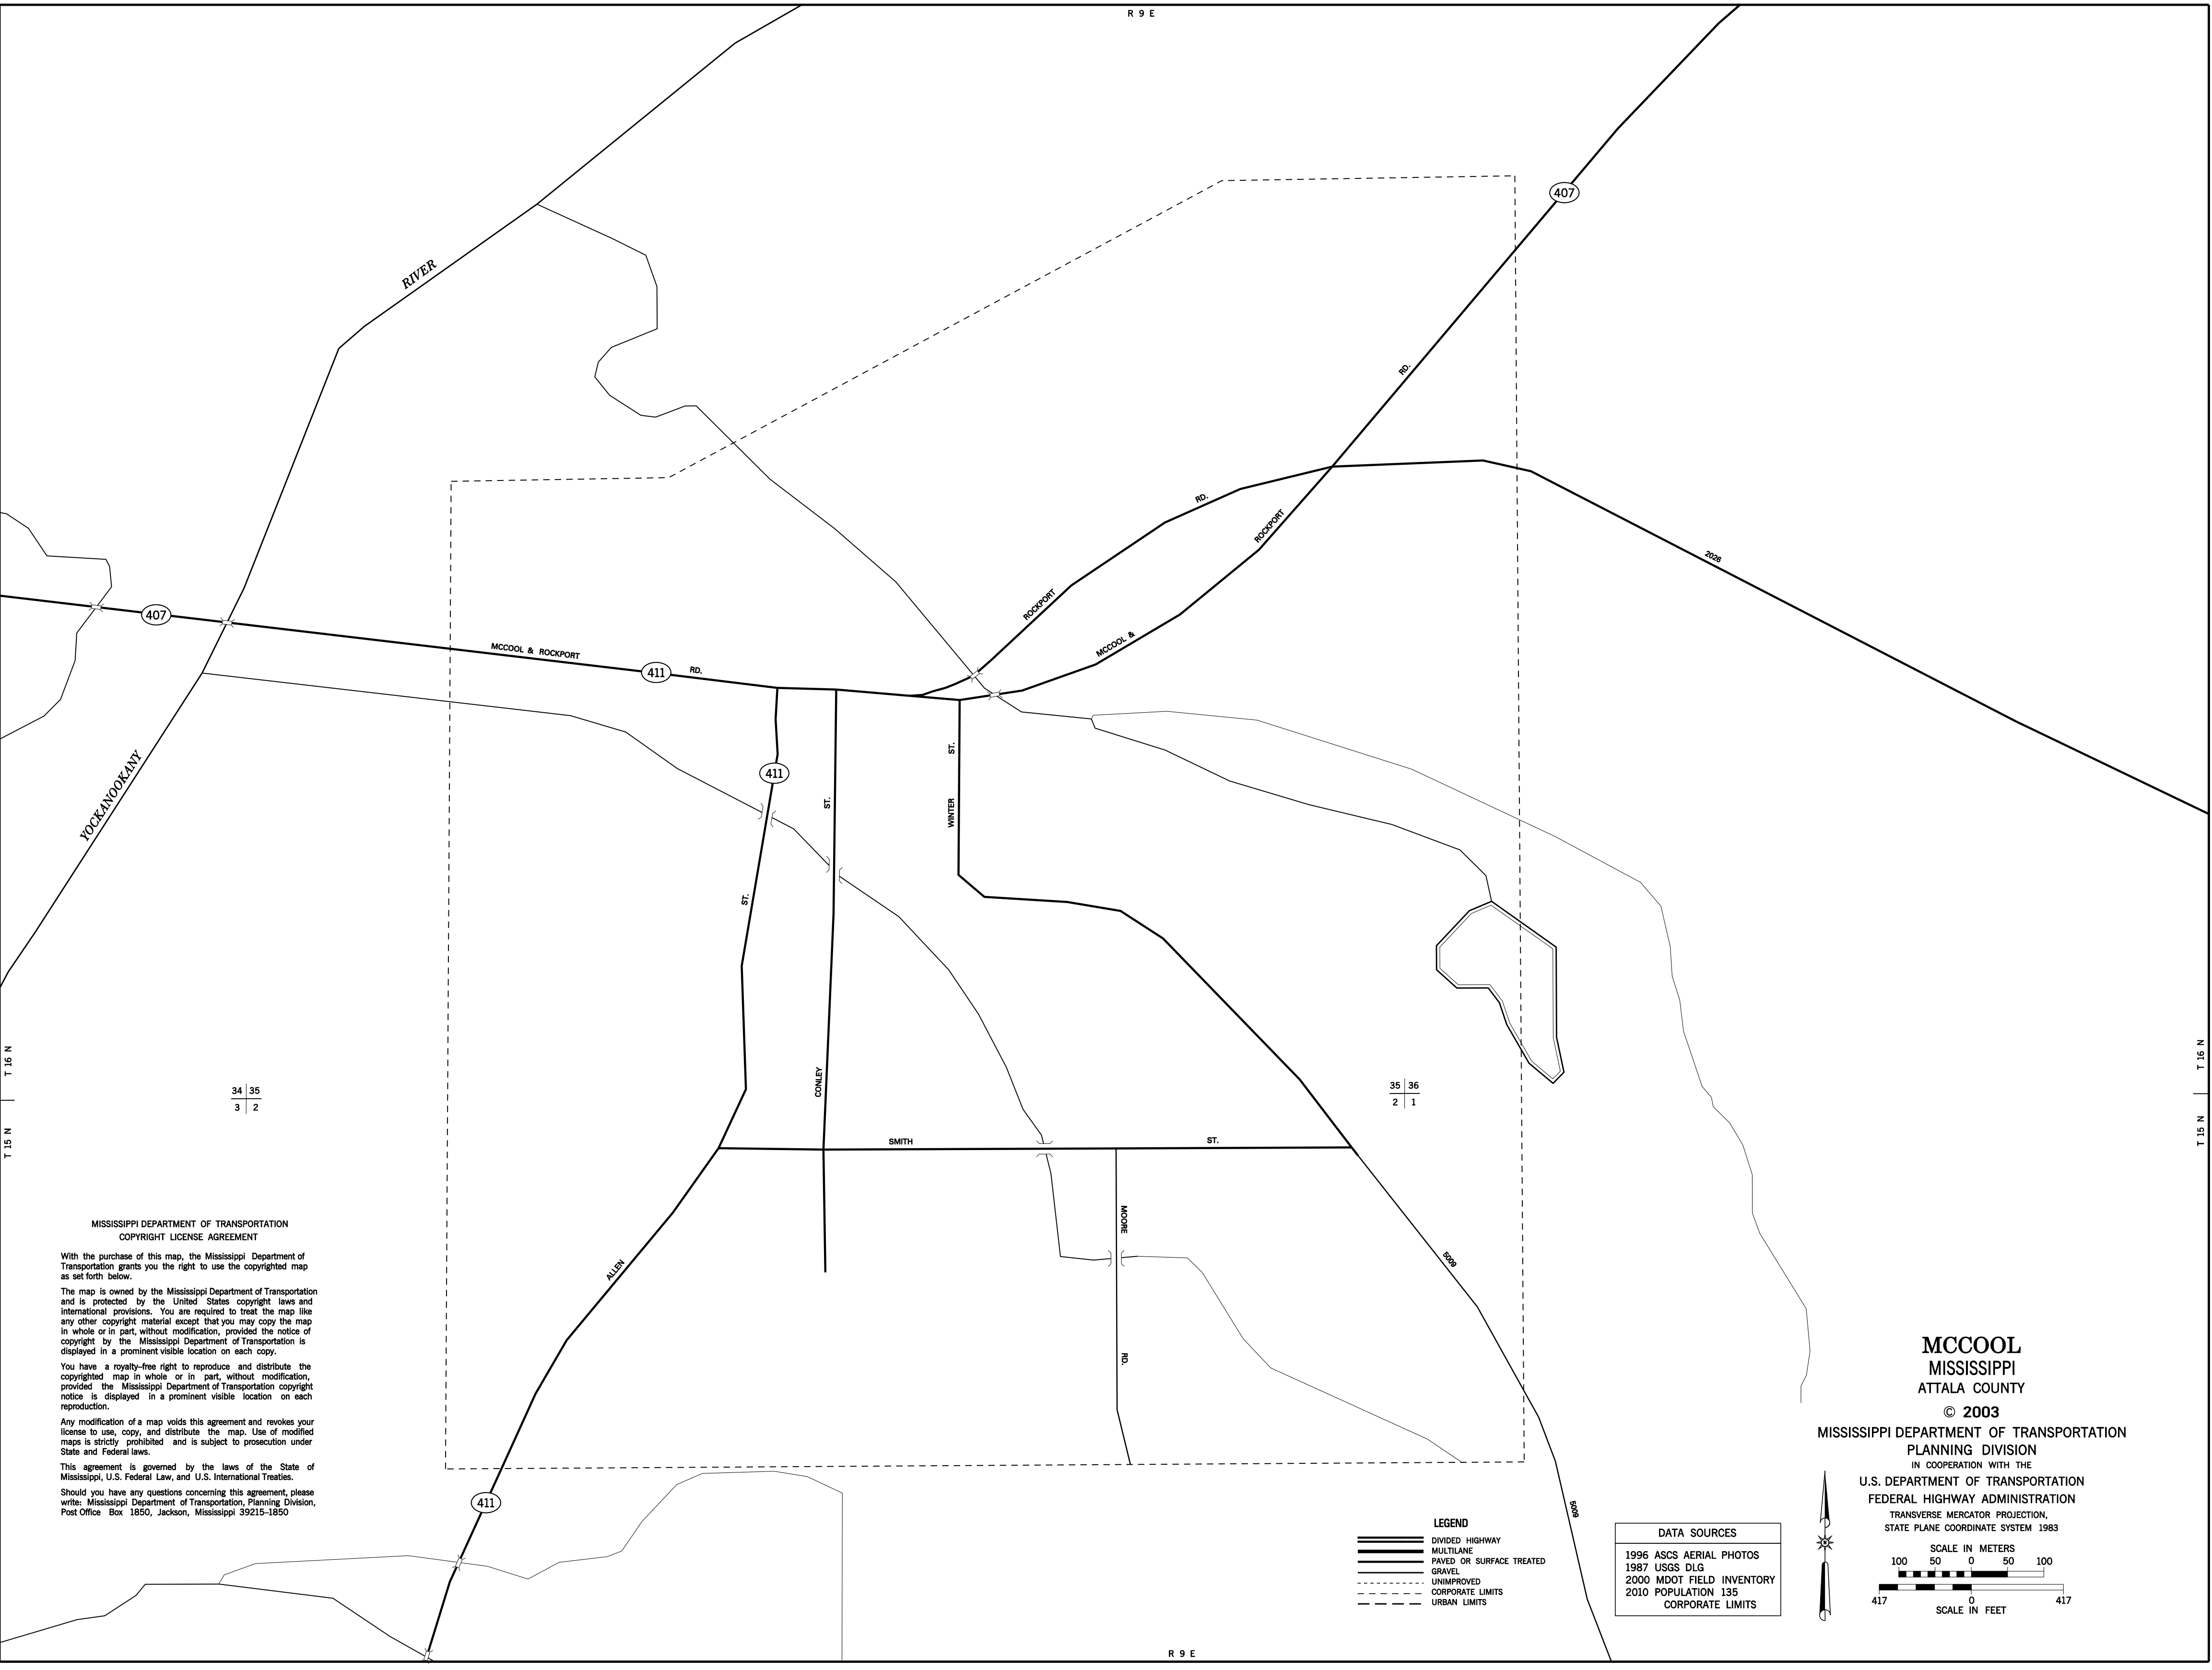 R 9 E
407
RIVER
RD.
RD.
ROCKPORT
2026
ROCKPORT
407
MCCOOL &
MCCOOL & ROCKPORT
411
RD.
ST.
YOCKANOOKANY
411
ST.
WINTER
ST.
T 16 N
T 16 N
34 35
3 2
CONLEY
35 36
2 1
T 15 N
T 15 N
SMITH
ST.
MOORE
ALLEN
5009
RD.
411
5009
MISSISSIPPI DEPARTMENT OF TRANSPORTATION
COPYRIGHT LICENSE AGREEMENT
With the purchase of this map, the Mississippi Department of
Transportation grants you the right to use the copyrighted map
as set forth below.
The map is owned by the Mississippi Department of Transportation
and is protected by the United States copyright laws and
international provisions. You are required to treat the map like
any other copyright material except that you may copy the map
in whole or in part, without modification, provided the notice of
copyright by the Mississippi Department of Transportation is
displayed in a prominent visible location on each copy.
You have a royalty-free right to reproduce and distribute the
copyrighted map in whole or in part, without modification,
provided the Mississippi Department of Transportation copyright
notice is displayed in a prominent visible location on each
reproduction.
Any modification of a map voids this agreement and revokes your
license to use, copy, and distribute the map. Use of modified
maps is strictly prohibited and is subject to prosecution under
State and Federal laws.
This agreement is governed by the laws of the State of
Mississippi, U.S. Federal Law, and U.S. International Treaties.
Should you have any questions concerning this agreement, please
write: Mississippi Department of Transportation, Planning Division,
Post Office Box 1850, Jackson, Mississippi 39215-1850
LEGEND
DIVIDED HIGHWAY
MULTILANE
PAVED OR SURFACE TREATED
GRAVEL
UNIMPROVED
CORPORATE LIMITS
URBAN LIMITS
DATA SOURCES
1996 ASCS AERIAL PHOTOS
1987 USGS DLG
2000 MDOT FIELD INVENTORY
2010 POPULATION 135
CORPORATE LIMITS
MCCOOL
MISSISSIPPI
ATTALA COUNTY
© 2003
MISSISSIPPI DEPARTMENT OF TRANSPORTATION
PLANNING DIVISION
IN COOPERATION WITH THE
U.S. DEPARTMENT OF TRANSPORTATION
FEDERAL HIGHWAY ADMINISTRATION
TRANSVERSE MERCATOR PROJECTION,
STATE PLANE COORDINATE SYSTEM 1983
SCALE IN METERS
100 50 0 50 100
417 0 417
SCALE IN FEET
R 9 E